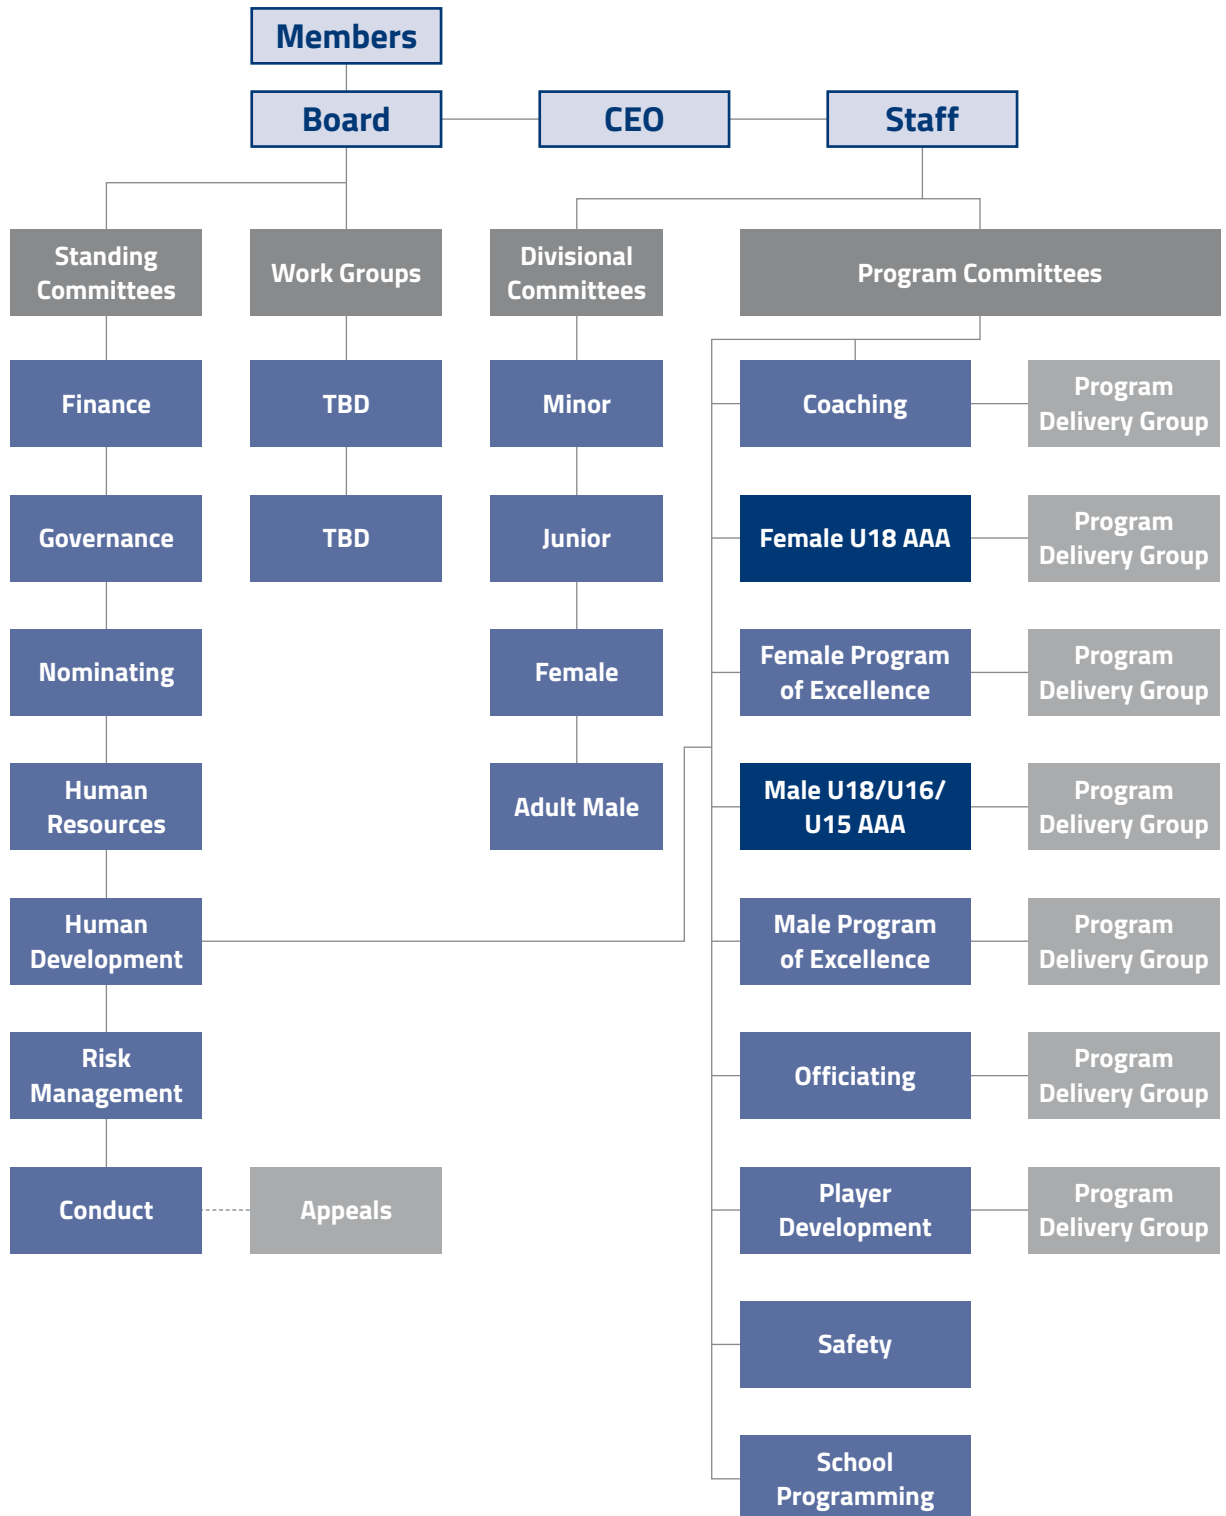 Members
Board
CEO
Staff
Standing
Committees
Work Groups
Divisional
Committees
Program Committees
Finance
TBD
Minor
Coaching
Program
Delivery Group
Governance
TBD
Junior
Female U18 AAA
Program
Delivery Group
Nominating
Female
Female Program
of Excellence
Program
Delivery Group
Human
Resources
Adult Male
Male U18/U16/
U15 AAA
Program
Delivery Group
Human
Development
Male Program
of Excellence
Program
Delivery Group
Risk
Management
Officiating
Program
Delivery Group
Conduct
Appeals
Player
Development
Program
Delivery Group
Safety
School
Programming